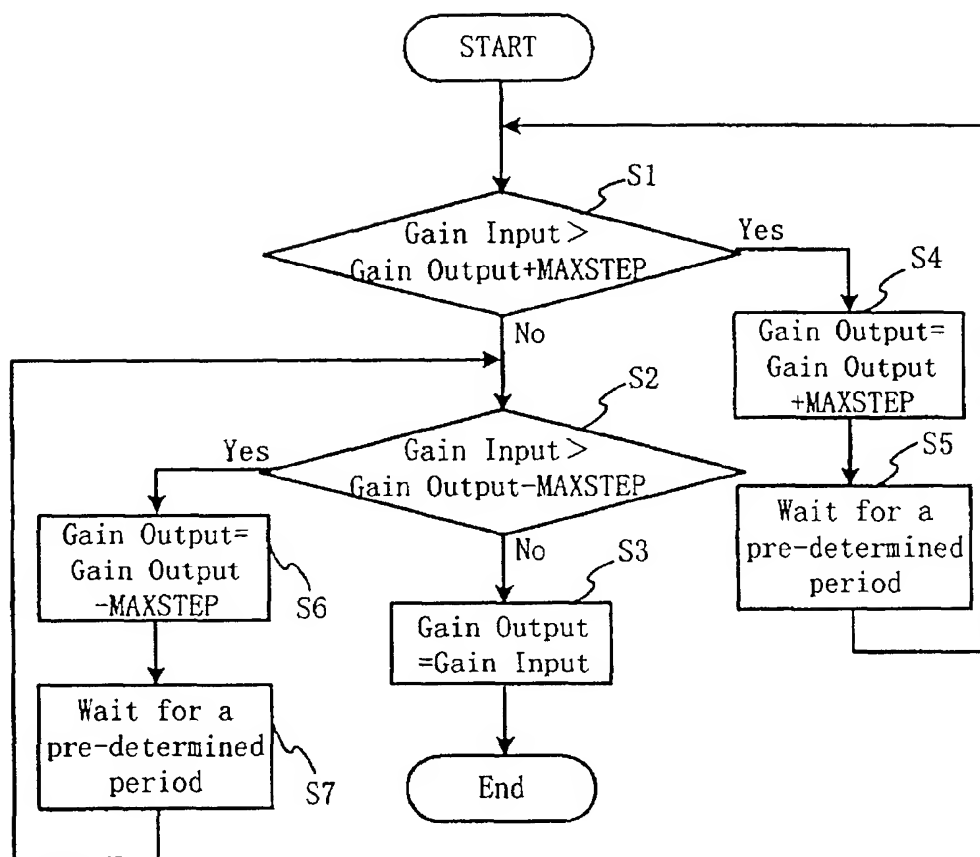 START
S1
Gain Input>
Gain Output+MAXSTEP
Yes
S4
Gain Output=
Gain Output
+MAXSTEP
No
S2
Gain Input>
Gain Output-MAXSTEP
Yes
S5
Wait for a
pre-determined
period
Gain Output=
Gain Output
-MAXSTEP
S6
No
S3
Gain Output
=Gain Input
Wait for a
pre-determined
period
S7
End